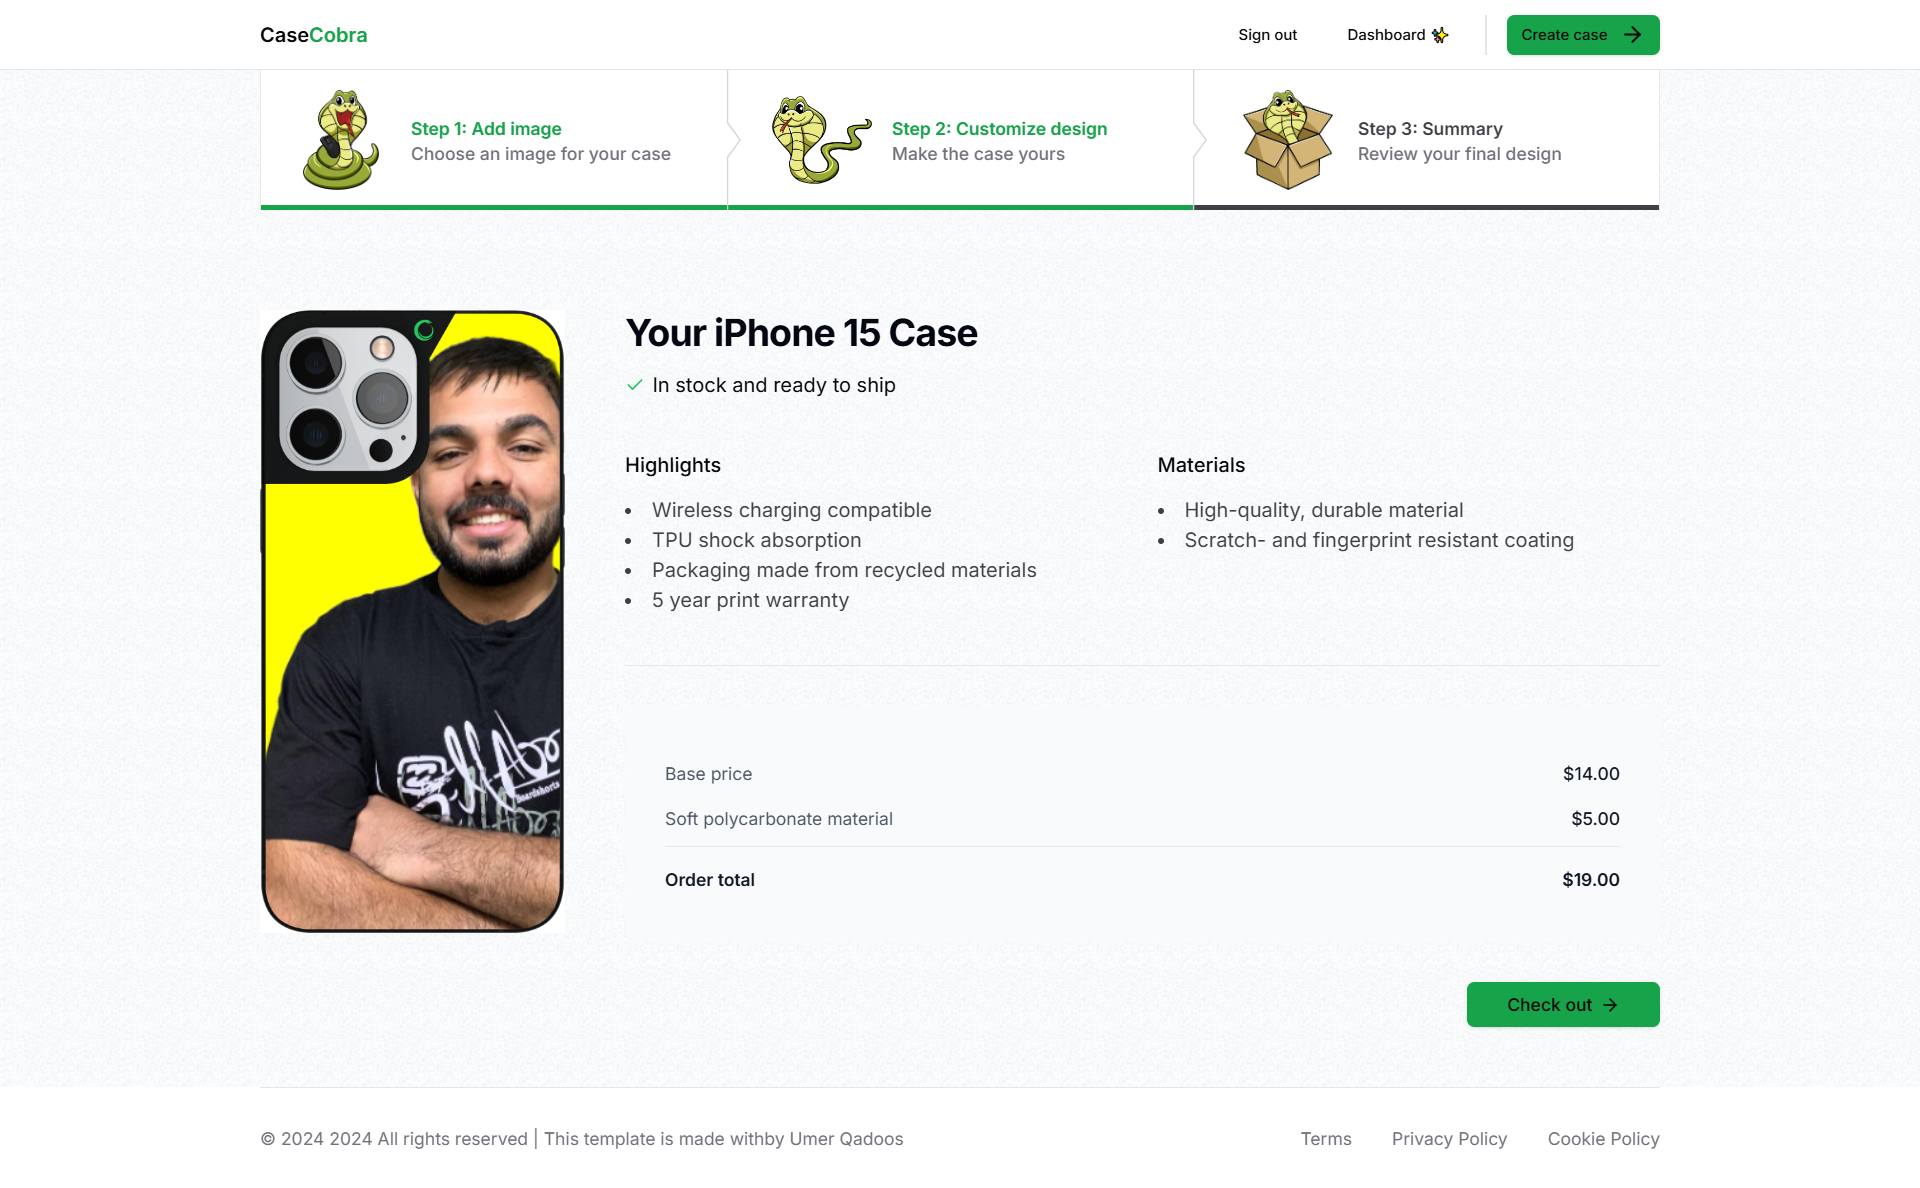 CaseCobra
Sign out
Dashboard ✨
Create case
Step 1: Add image
Choose an image for your case
Step 2: Customize design
Make the case yours
Step 3: Summary
Review your final design
Your iPhone 15 Case
In stock and ready to ship
Highlights
• Wireless charging compatible
• TPU shock absorption
• Packaging made from recycled materials
• 5 year print warranty
Materials
• High-quality, durable material
• Scratch- and fingerprint resistant coating
Boardshorts
Base price $14.00
Soft polycarbonate material $5.00
Order total $19.00
Check out
© 2024 2024 All rights reserved | This template is made withby Umer Qadoos
Terms
Privacy Policy
Cookie Policy